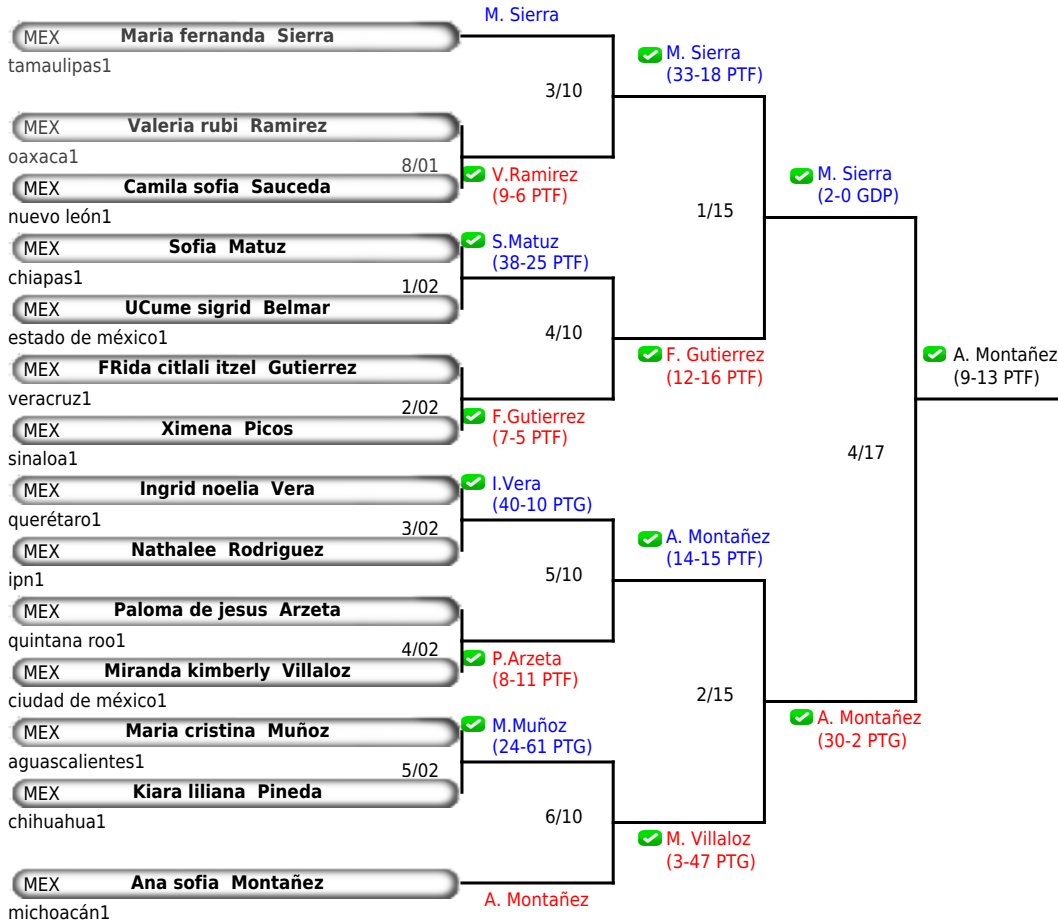 M. Sierra
MEX Maria fernanda Sierra
tamaulipas1
M. Sierra
(33-18 PTF)
3/10
MEX Valeria rubi Ramirez
oaxaca1
8/01
MEX Camila sofia Sauceda
nuevo león1
V.Ramirez
(9-6 PTF)
M. Sierra
(2-0 GDP)
1/15
MEX Sofia Matuz
chiapas1
S.Matuz
(38-25 PTF)
1/02
MEX UCume sigrid Belmar
estado de méxico1
4/10
MEX FRida citlali itzel Gutierrez
veracruz1
F. Gutierrez
(12-16 PTF)
A. Montañez
(9-13 PTF)
2/02
MEX Ximena Picos
sinaloa1
F.Gutierrez
(7-5 PTF)
4/17
MEX Ingrid noelia Vera
querétaro1
I.Vera
(40-10 PTG)
3/02
MEX Nathalee Rodriguez
ipn1
A. Montañez
(14-15 PTF)
5/10
MEX Paloma de jesus Arzeta
quintana roo1
4/02
MEX Miranda kimberly Villaloz
ciudad de méxico1
P.Arzeta
(8-11 PTF)
2/15
MEX Maria cristina Muñoz
aguascalientes1
M.Muñoz
(24-61 PTG)
A. Montañez
(30-2 PTG)
5/02
MEX Kiara liliana Pineda
chihuahua1
6/10
M. Villaloz
(3-47 PTG)
MEX Ana sofia Montañez
michoacán1
A. Montañez